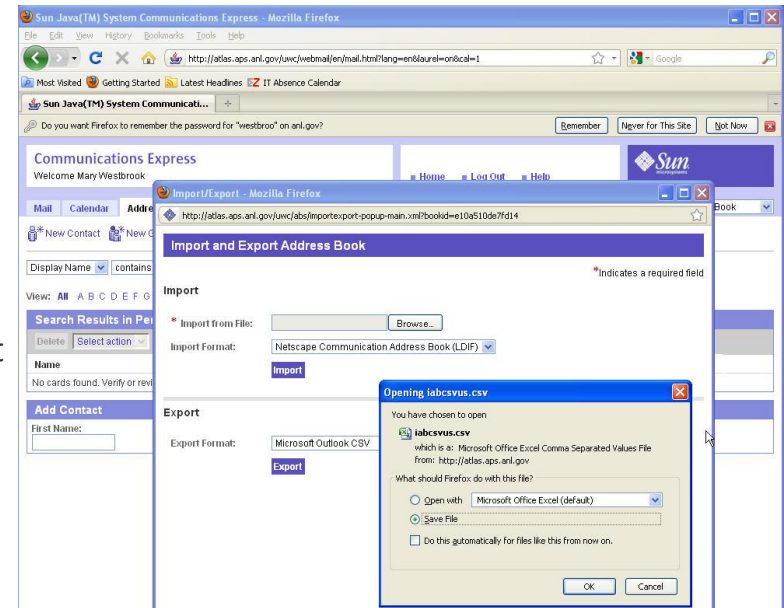 Sun Java(TM) System Communications Express - Mozilla Firefox
File Edit View History Bookmarks Tools Help
http://atlas.aps.anl.gov/uwc/webmail/en/mail.html?lang=en&laurel=on&cal=1
Google
Most Visited Getting Started Latest Headlines EZ IT Absence Calendar
Sun Java(TM) System Communicati...
Do you want Firefox to remember the password for "westbroo" on anl.gov?
Remember Never for This Site Not Now
Communications Express
Welcome Mary Westbrook
Home Log Out Help
Sun
microsystems
Mail Calendar Addre
Book
New Contact New G
Display Name contains
View: All A B C D E F G
Search Results in Per
Delete Select action
Name
No cards found. Verify or revi
Add Contact
First Name:
Import/Export - Mozilla Firefox
http://atlas.aps.anl.gov/uwc/abs/importexport-popup-main.xml?bookid=e10a510de7fd14
Import and Export Address Book
*Indicates a required field
Import
* Import from File:
Browse...
Import Format:
Netscape Communication Address Book (LDIF)
Import
Export
Export Format:
Microsoft Outlook CSV
Export
Opening iabcsvus.csv
You have chosen to open
iabcsvus.csv
which is a: Microsoft Office Excel Comma Separated Values File
from: http://atlas.aps.anl.gov
What should Firefox do with this file?
Open with Microsoft Office Excel (default)
Save File
Do this automatically for files like this from now on.
OK Cancel